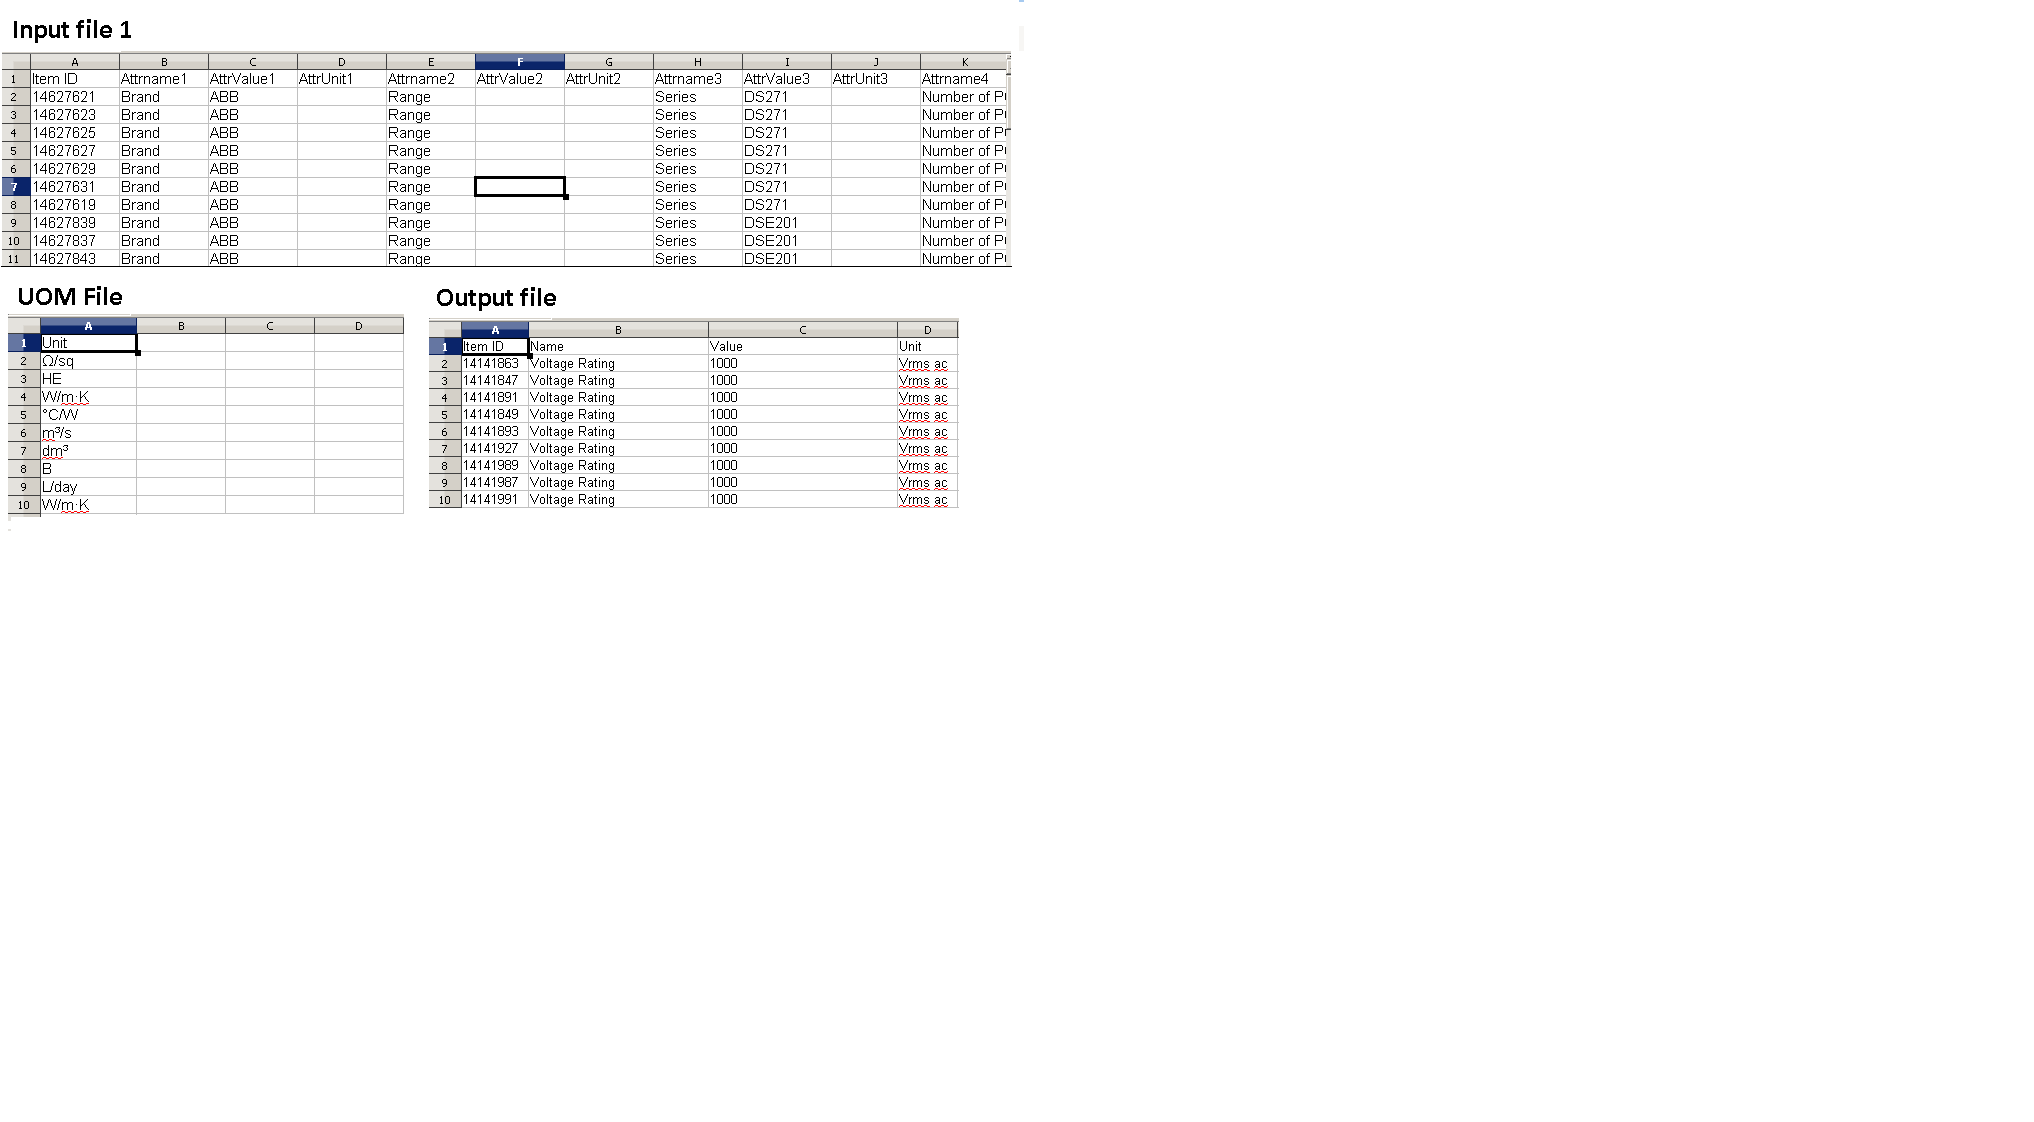 Input file 1
A B C D E F G H I J K
1 Item ID Attrname1 AttrValue1 AttrUnit1 Attrname2 AttrValue2 AttrUnit2 Attrname3 AttrValue3 AttrUnit3 Attrname4
2 14627621 Brand ABB Range Series DS271 Number of P
3 14627623 Brand ABB Range Series DS271 Number of P
4 14627625 Brand ABB Range Series DS271 Number of P
5 14627627 Brand ABB Range Series DS271 Number of P
6 14627629 Brand ABB Range Series DS271 Number of P
7 14627631 Brand ABB Range Series DS271 Number of P
8 14627619 Brand ABB Range Series DS271 Number of P
9 14627839 Brand ABB Range Series DSE201 Number of P
10 14627837 Brand ABB Range Series DSE201 Number of P
11 14627843 Brand ABB Range Series DSE201 Number of P
UOM File
A B C D
1 Unit
2 Ω/sq
3 HE
4 W/m·K
5 °C/W
6 m³/s
7 dm³
8 B
9 L/day
10 W/m·K
Output file
A B C D
1 Item ID Name Value Unit
2 14141863 Voltage Rating 1000 Vrms ac
3 14141847 Voltage Rating 1000 Vrms ac
4 14141891 Voltage Rating 1000 Vrms ac
5 14141849 Voltage Rating 1000 Vrms ac
6 14141893 Voltage Rating 1000 Vrms ac
7 14141927 Voltage Rating 1000 Vrms ac
8 14141989 Voltage Rating 1000 Vrms ac
9 14141987 Voltage Rating 1000 Vrms ac
10 14141991 Voltage Rating 1000 Vrms ac